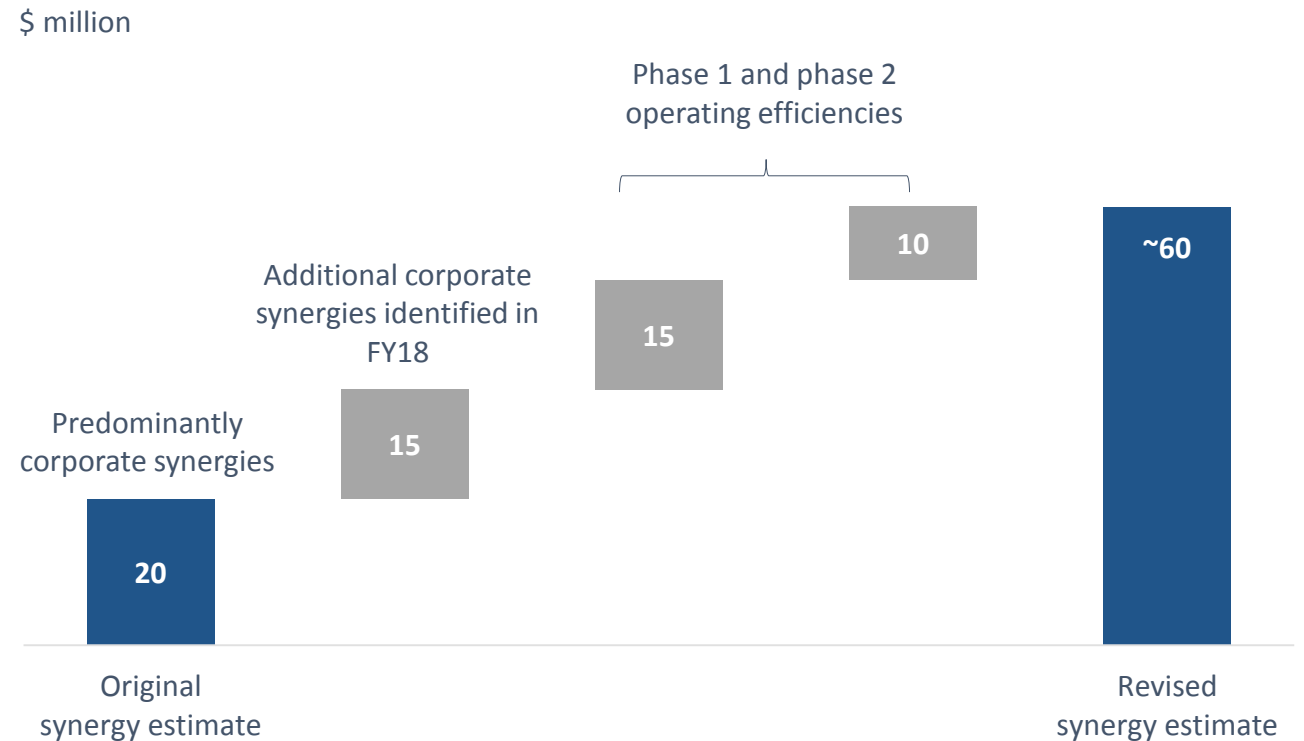 $ million
Phase 1 and phase 2
operating efficiencies
10
~60
Additional corporate
synergies identified in
FY18
15
Predominantly
corporate synergies
15
20
Original
synergy estimate
Revised
synergy estimate